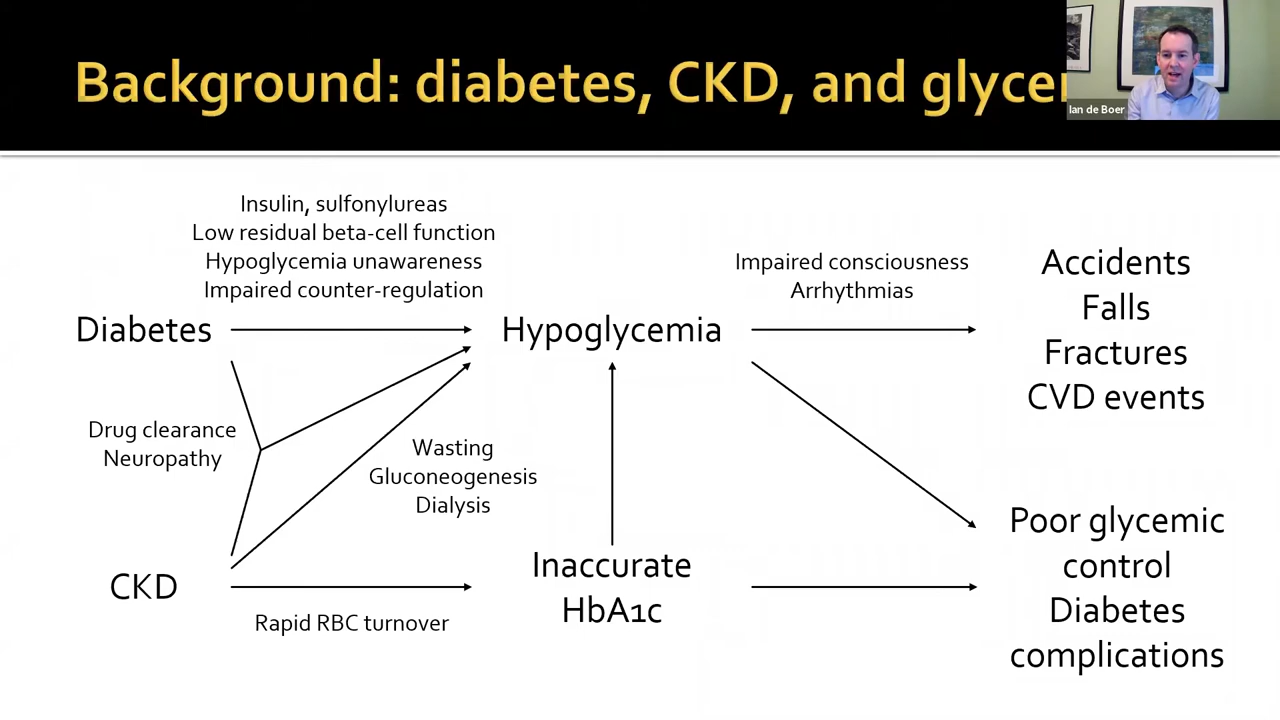 Background: diabetes, CKD, and
Ian de Boer
Insulin, sulfonylureas
Low residual beta-cell function
Hypoglycemia unawareness
Impaired counter-regulation
Impaired consciousness
Arrhythmias
Accidents
Falls
Fractures
CVD events
Diabetes
Hypoglycemia
Drug clearance
Neuropathy
Wasting
Gluconeogenesis
Dialysis
Poor glycemic
control
Diabetes
complications
CKD
Inaccurate
HbA1c
Rapid RBC turnover